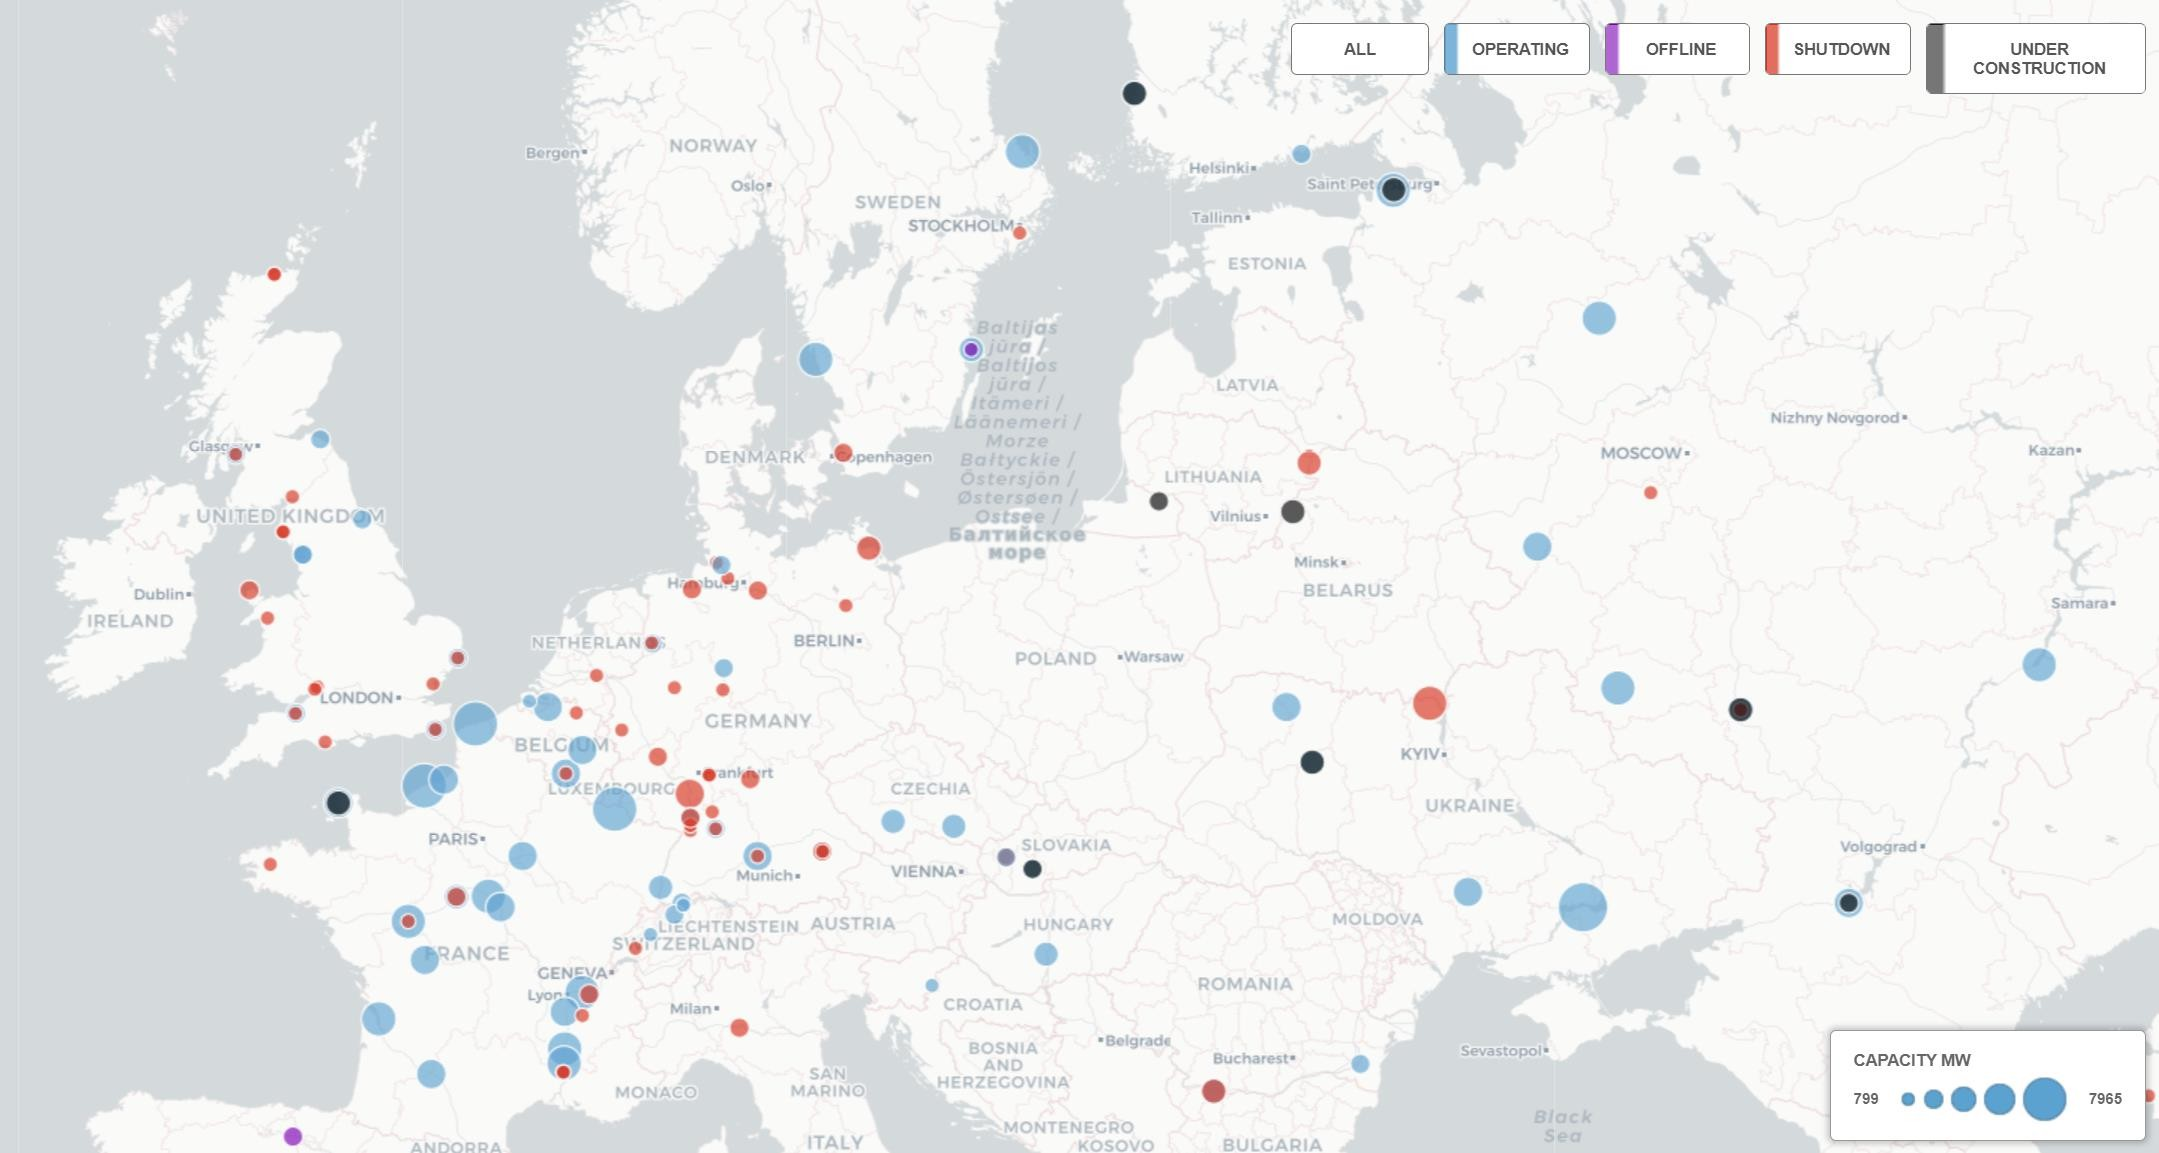 ALL
OPERATING
OFFLINE
SHUTDOWN
UNDER
CONSTRUCTION
NORWAY
Bergen
Helsinki
Oslo
Saint
SWEDEN
Tallinn
STOCKHOLM
ESTONIA
Baltijas
jūra /
Baltijos
jūra /
Itämeri /
Läänemeri /
Morze
Bałtyckie /
Östersjön /
Østersøen /
Ostsee /
Балтийское
море
LATVIA
Nizhny Novgorod
Glasgow
DENMARK
Copenhagen
MOSCOW
Kazan
LITHUANIA
UNITED KINGDOM
Vilnius
Minsk
Hamburg
BELARUS
Dublin
Samara
IRELAND
NETHERLANDS
BERLIN
POLAND
Warsaw
LONDON
GERMANY
BELGIUM
KYIV
Frankfurt
LUXEMBOURG
CZECHIA
UKRAINE
PARIS
SLOVAKIA
Volgograd
Munich
VIENNA
LIECHTENSTEIN
AUSTRIA
HUNGARY
MOLDOVA
SWITZERLAND
FRANCE
GENEVA
ROMANIA
Lyon
CROATIA
Milan
Belgrade
BOSNIA
AND
HERZEGOVINA
Bucharest
Sevastopol
CAPACITY MW
799
7965
SAN
MARINO
MONACO
Black
Sea
MONTENEGRO
ITALY
KOSOVO
BULGARIA
ANDORRA